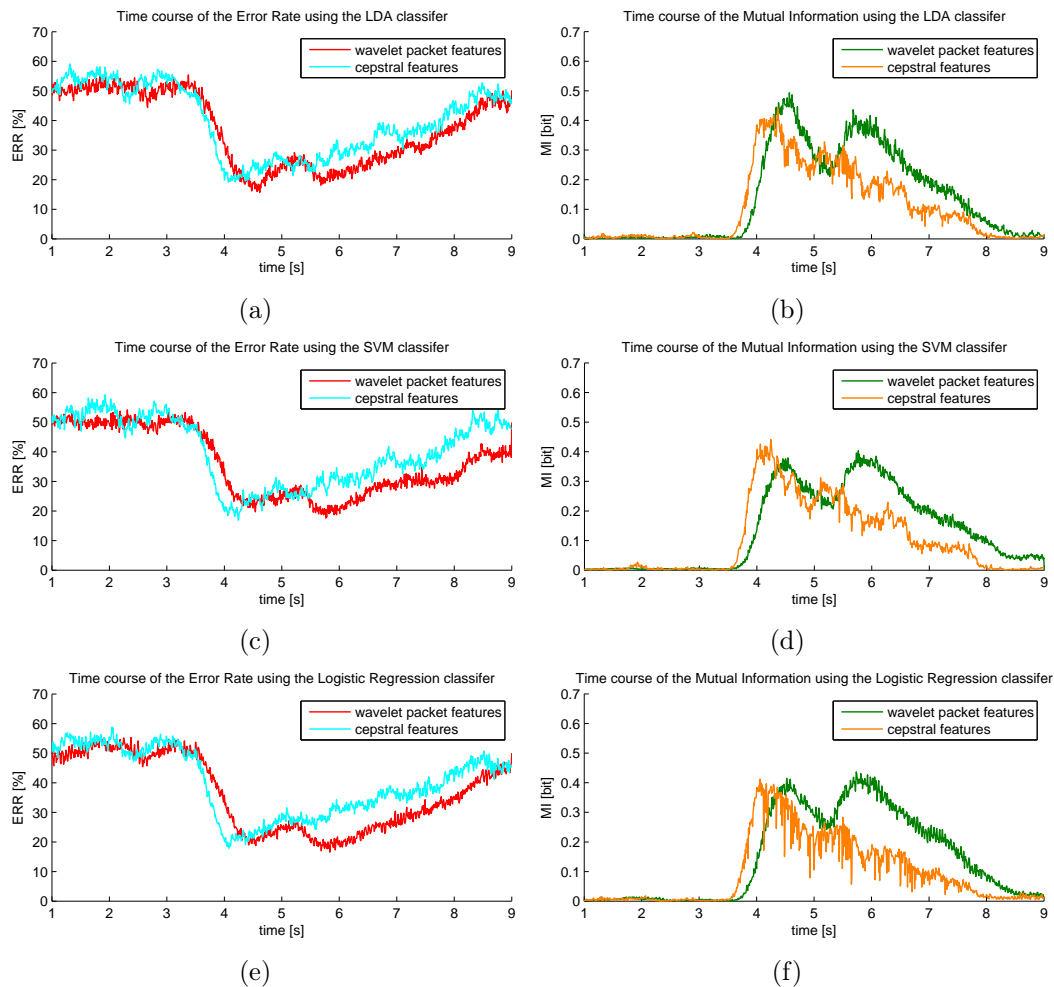 Time course of the Error Rate using the LDA classifer
70
60
50
40
30
20
10
0
ERR [%]
wavelet packet features
cepstral features
1 2 3 4 5 6 7 8 9
time [s]
(a)
Time course of the Mutual Information using the LDA classifer
0.7
0.6
0.5
0.4
0.3
0.2
0.1
0
MI [bit]
wavelet packet features
cepstral features
1 2 3 4 5 6 7 8 9
time [s]
(b)
Time course of the Error Rate using the SVM classifer
70
60
50
40
30
20
10
0
ERR [%]
wavelet packet features
cepstral features
1 2 3 4 5 6 7 8 9
time [s]
(c)
Time course of the Mutual Information using the SVM classifer
0.7
0.6
0.5
0.4
0.3
0.2
0.1
0
MI [bit]
wavelet packet features
cepstral features
1 2 3 4 5 6 7 8 9
time [s]
(d)
Time course of the Error Rate using the Logistic Regression classifer
70
60
50
40
30
20
10
0
ERR [%]
wavelet packet features
cepstral features
1 2 3 4 5 6 7 8 9
time [s]
(e)
Time course of the Mutual Information using the Logistic Regression classifer
0.7
0.6
0.5
0.4
0.3
0.2
0.1
0
MI [bit]
wavelet packet features
cepstral features
1 2 3 4 5 6 7 8 9
time [s]
(f)